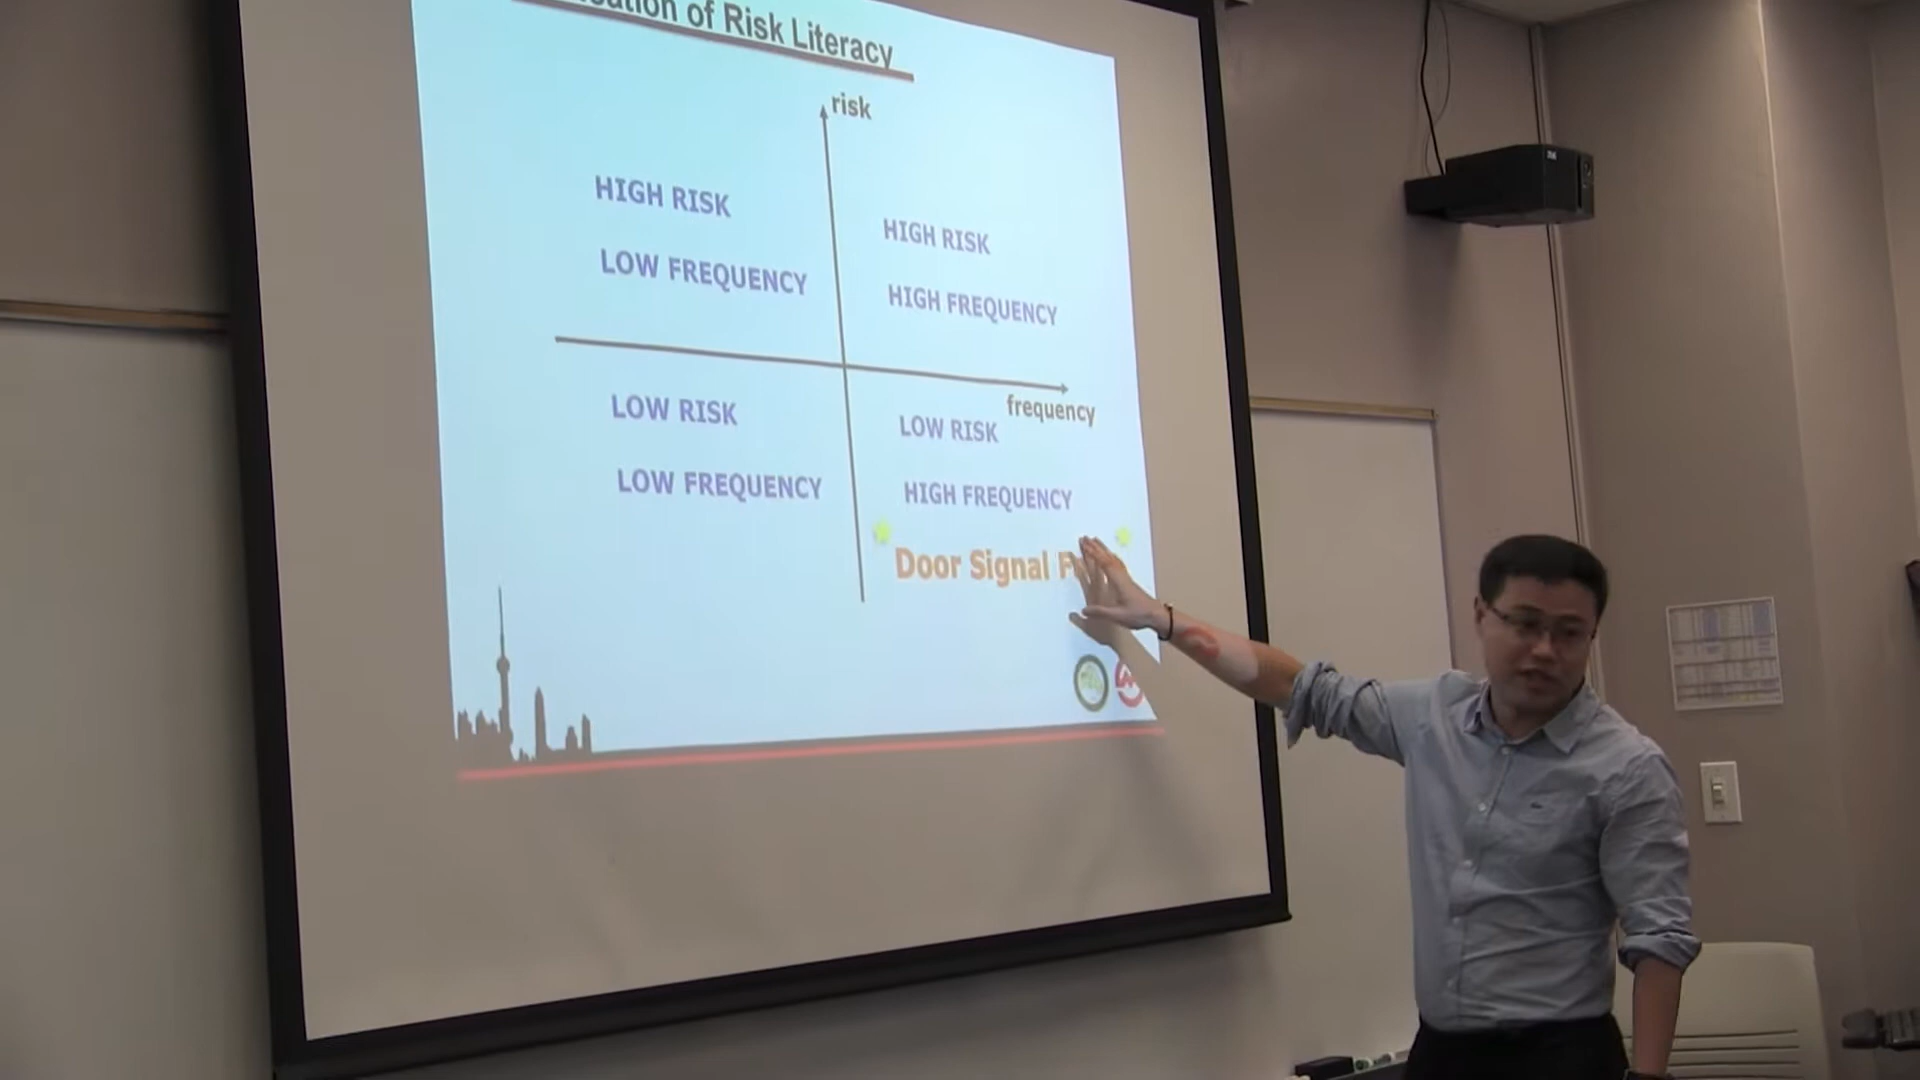 of Risk Literacy
risk
HIGH RISK
LOW FREQUENCY
HIGH RISK
HIGH FREQUENCY
frequency
LOW RISK
LOW FREQUENCY
LOW RISK
HIGH FREQUENCY
Door Signal